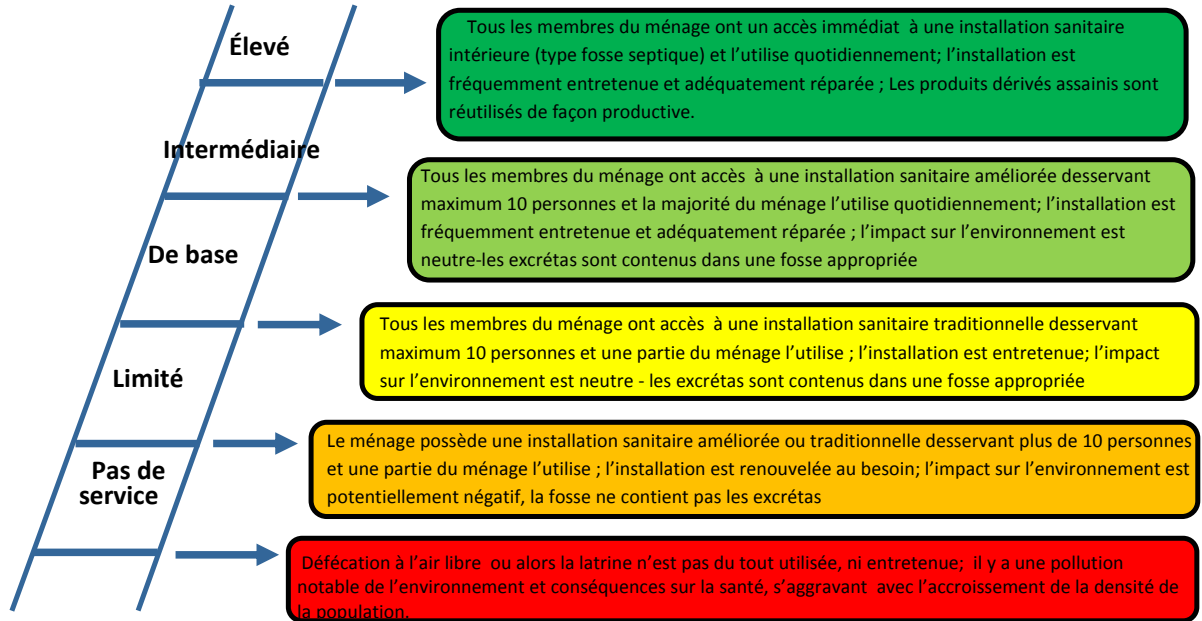 Élevé
Tous les membres du ménage ont un accès immédiat à une installation sanitaire
intérieure (type fosse septique) et l'utilise quotidiennement; l'installation est
fréquemment entretenue et adéquatement réparée ; Les produits dérivés assainis sont
réutilisés de façon productive.
Intermédiaire
Tous les membres du ménage ont accès à une installation sanitaire améliorée desservant
maximum 10 personnes et la majorité du ménage l'utilise quotidiennement; l'installation est
fréquemment entretenue et adéquatement réparée ; l'impact sur l'environnement est
neutre-les excrétas sont contenus dans une fosse appropriée
De base
Tous les membres du ménage ont accès à une installation sanitaire traditionnelle desservant
maximum 10 personnes et une partie du ménage l'utilise ; l'installation est entretenue; l'impact
sur l'environnement est neutre - les excrétas sont contenus dans une fosse appropriée
Limité
Le ménage possède une installation sanitaire améliorée ou traditionnelle desservant plus de 10 personnes
et une partie du ménage l'utilise ; l'installation est renouvelée au besoin; l'impact sur l'environnement est
potentiellement négatif, la fosse ne contient pas les excrétas
Pas de
service
Défécation à l'air libre ou alors la latrine n'est pas du tout utilisée, ni entretenue; il y a une pollution
notable de l'environnement et conséquences sur la santé, s'aggravant avec l'accroissement de la densité de
la population.